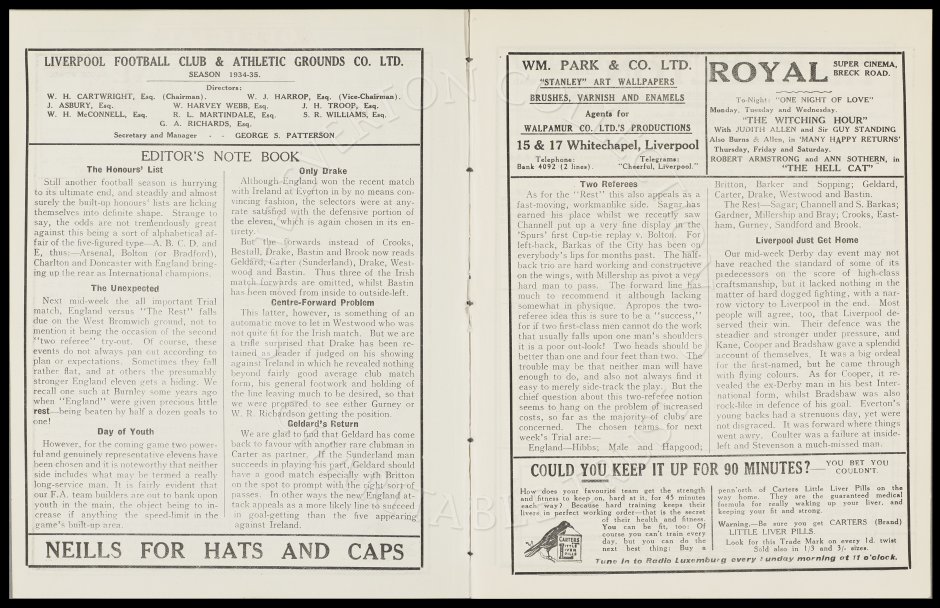 LIVERPOOL FOOTBALL CLUB & ATHLETIC GROUNDS CO. LTD.
SEASON 1934-35.
Directors:
W. H. CARTWRIGHT, Esq. (Chairman). W. J. HARROP, Esq. (Vice-Chairman).
J. ASBURY, Esq. W. HARVEY WEBB, Esq. J. H. TROOP, Esq.
W. H. McCONNELL, Esq. R. L. MARTINDALE, Esq. S. R. WILLIAMS, Esq.
G. A. RICHARDS, Esq.
Secretary and Manager - - GEORGE S. PATTERSON
EDITOR'S NOTE BOOK
The Honours' List
Still another football season is hurrying
to its ultimate end, and steadily and almost
surely the built-up honours' lists are licking
themselves into definite shape. Strange to
say, the odds are not tremendously great
against this being a sort of alphabetical af-
fair of the five-figured type—A. B. C. D. and
E, thus:—Arsenal, Bolton (or Bradford),
Charlton and Doncaster with England bring-
ing up the rear as International champions.
The Unexpected
Next mid-week the all important Trial
match, England versus "The Rest" falls
due on the West Bromwich ground, not to
mention it being the occasion of the second
"two referee" try-out. Of course, these
events do not always pan out according to
plan or expectations. Sometimes they fall
rather flat, and at others the presumably
stronger England eleven gets a hiding. We
recall one such at Burnley some years ago
when "England" were given precious little
rest—being beaten by half a dozen goals to
one!
Day of Youth
However, for the coming game two power-
ful and genuinely representative elevens have
been chosen and it is noteworthy that neither
side includes what may be termed a really
long-service man. It is fairly evident that
our F.A. team builders are out to bank upon
youth in the main, the object being to in-
crease if anything the speed-limit in the
game's built-up area.
Only Drake
Although England won the recent match
with Ireland at Everton in by no means con-
vincing fashion, the selectors were at any-
rate satisfied with the defensive portion of
the eleven, which is again chosen in its en-
tirety.
But the forwards instead of Crooks,
Bestall, Drake, Bastin and Brook now reads
Geldard, Carter (Sunderland), Drake, West-
wood and Bastin. Thus three of the Irish
match forwards are omitted, whilst Bastin
has been moved from inside to outside-left.
Centre-Forward Problem
This latter, however, is something of an
automatic move to let in Westwood who was
not quite fit for the Irish match. But we are
a trifle surprised that Drake has been re-
tained as leader if judged on his showing
against Ireland in which he revealed nothing
beyond fairly good average club match
form, his general footwork and holding of
the line leaving much to be desired, so that
we were prepared to see either Gurney or
W. R. Richardson getting the position.
Geldard's Return
We are glad to find that Geldard has come
back to favour with another rare clubman in
Carter as partner. If the Sunderland man
succeeds in playing his part, Geldard should
have a good match especially with Britton
on the spot to prompt with the right sort of
passes. In other ways the new England at-
tack appeals as a more likely line to succeed
in goal-getting than the five appearing
against Ireland.
NEILLS FOR HATS AND CAPS
WM. PARK & CO. LTD.
"STANLEY" ART WALLPAPERS
BRUSHES, VARNISH AND ENAMELS
Agents for
WALPAMUR CO. LTD.'S PRODUCTIONS
15 & 17 Whitechapel, Liverpool
Telephone: Telegrams:
Bank 4092 (2 lines). "Cheerful, Liverpool."
ROYAL SUPER CINEMA,
BRECK ROAD.
To-Night: "ONE NIGHT OF LOVE"
Monday, Tuesday and Wednesday.
"THE WITCHING HOUR"
With JUDITH ALLEN and Sir GUY STANDING
Also Burns & Allen, in 'MANY HAPPY RETURNS'
Thursday, Friday and Saturday.
ROBERT ARMSTRONG and ANN SOTHERN, in
"THE HELL CAT"
Two Referees
As for the "Rest" this also appeals as a
fast-moving, workmanlike side. Sagar has
earned his place whilst we recently saw
Channell put up a very fine display in the
'Spurs' first Cup-tie replay v. Bolton. For
left-back, Barkas of the City has been on
everybody's lips for months past. The half-
back trio are hard working and constructive
on the wings, with Millership as pivot a very
hard man to pass. The forward line has
much to recommend it although lacking
somewhat in physique. Apropos the two-
referee idea this is sure to be a "success,"
for if two first-class men cannot do the work
that usually falls upon one man's shoulders
it is a poor out-look! Two heads should be
better than one and four feet than two. The
trouble may be that neither man will have
enough to do, and also not always find it
easy to merely side-track the play. But the
chief question about this two-referee notion
seems to hang on the problem of increased
costs, so far as the majority of clubs are
concerned. The chosen teams for next
week's Trial are:—
England—Hibbs; Male and Hapgood;
Britton, Barker and Sopping; Geldard,
Carter, Drake, Westwood and Bastin.
The Rest—Sagar; Channell and S. Barkas;
Gardner, Millership and Bray; Crooks, East-
ham, Gurney, Sandford and Brook.
Liverpool Just Get Home
Our mid-week Derby day event may not
have reached the standard of some of its
predecessors on the score of high-class
craftsmanship, but it lacked nothing in the
matter of hard dogged fighting, with a nar-
row victory to Liverpool in the end. Most
people will agree, too, that Liverpool de-
served their win. Their defence was the
steadier and stronger under pressure, and
Kane, Cooper and Bradshaw gave a splendid
account of themselves. It was a big ordeal
for the first-named, but he came through
with flying colours. As for Cooper, it re-
vealed the ex-Derby man in his best Inter-
national form, whilst Bradshaw was also
rock-like in defence of his goal. Everton's
young backs had a strenuous day, yet were
not disgraced. It was forward where things
went awry. Coulter was a failure at inside-
left and Stevenson a much-missed man.
COULD YOU KEEP IT UP FOR 90 MINUTES?— YOU BET YOU
COULDN'T.
How does your favorite team get the strength
and fitness to keep on, hard at it, for 45 minutes
each way? Because hard training keeps their
livers in perfect working order—that is the secret
of their health and fitness.
You can be fit, too! Of
course you can't train every
day, but you can do the
next best thing: Buy a
CARTERS
LITTLE
LIVER
PILLS
penn'orth of Carters Little Liver Pills on the
way home. They are the guaranteed medical
formula for really waking up your liver, and
keeping your fit and strong.
Warning.—Be sure you get CARTERS (Brand)
LITTLE LIVER PILLS.
Look for this Trade Mark on every 1d. twist
Sold also in 1/3 and 3/- sizes.
Tune in to Radio Luxemburg every Sunday morning at 11 o'clock.